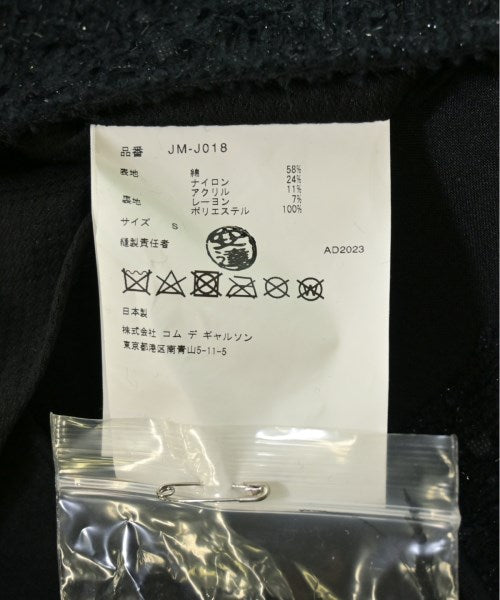 品番 JM-J018
表地 綿 58%
ナイロン 24%
アクリル 11%
レーヨン 7%
裏地 ポリエステル 100%
サイズ S
縫製責任者
AD2023
日本製
株式会社 コム デ ギャルソン
東京都港区南青山5-11-5